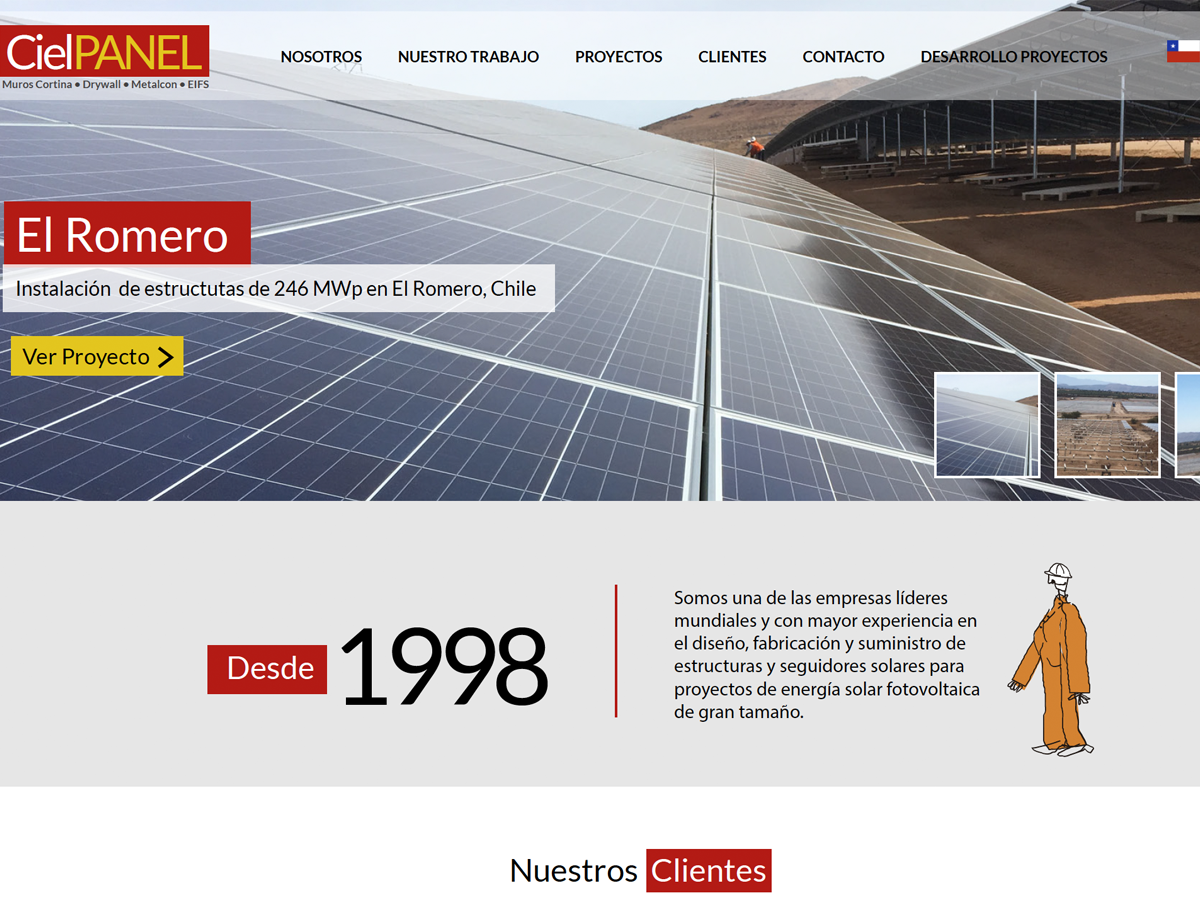 CielPANEL
Muros Cortina • Drywall • Metalcon • EIFS
NOSOTROS NUESTRO TRABAJO PROYECTOS CLIENTES CONTACTO DESARROLLO PROYECTOS
El Romero
Instalación de estructutas de 246 MWp en El Romero, Chile
Ver Proyecto
Desde 1998
Somos una de las empresas líderes
mundiales y con mayor experiencia en
el diseño, fabricación y suministro de
estructuras y seguidores solares para
proyectos de energía solar fotovoltaica
de gran tamaño.
Nuestros Clientes